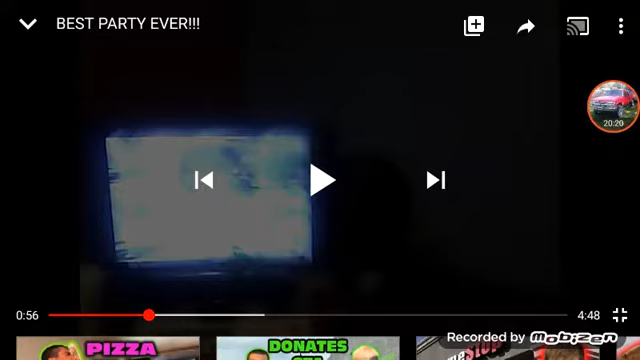 BEST PARTY EVER!!!
20:20
0:56
4:48
Recorded by mobizen
PIZZA
DONATES